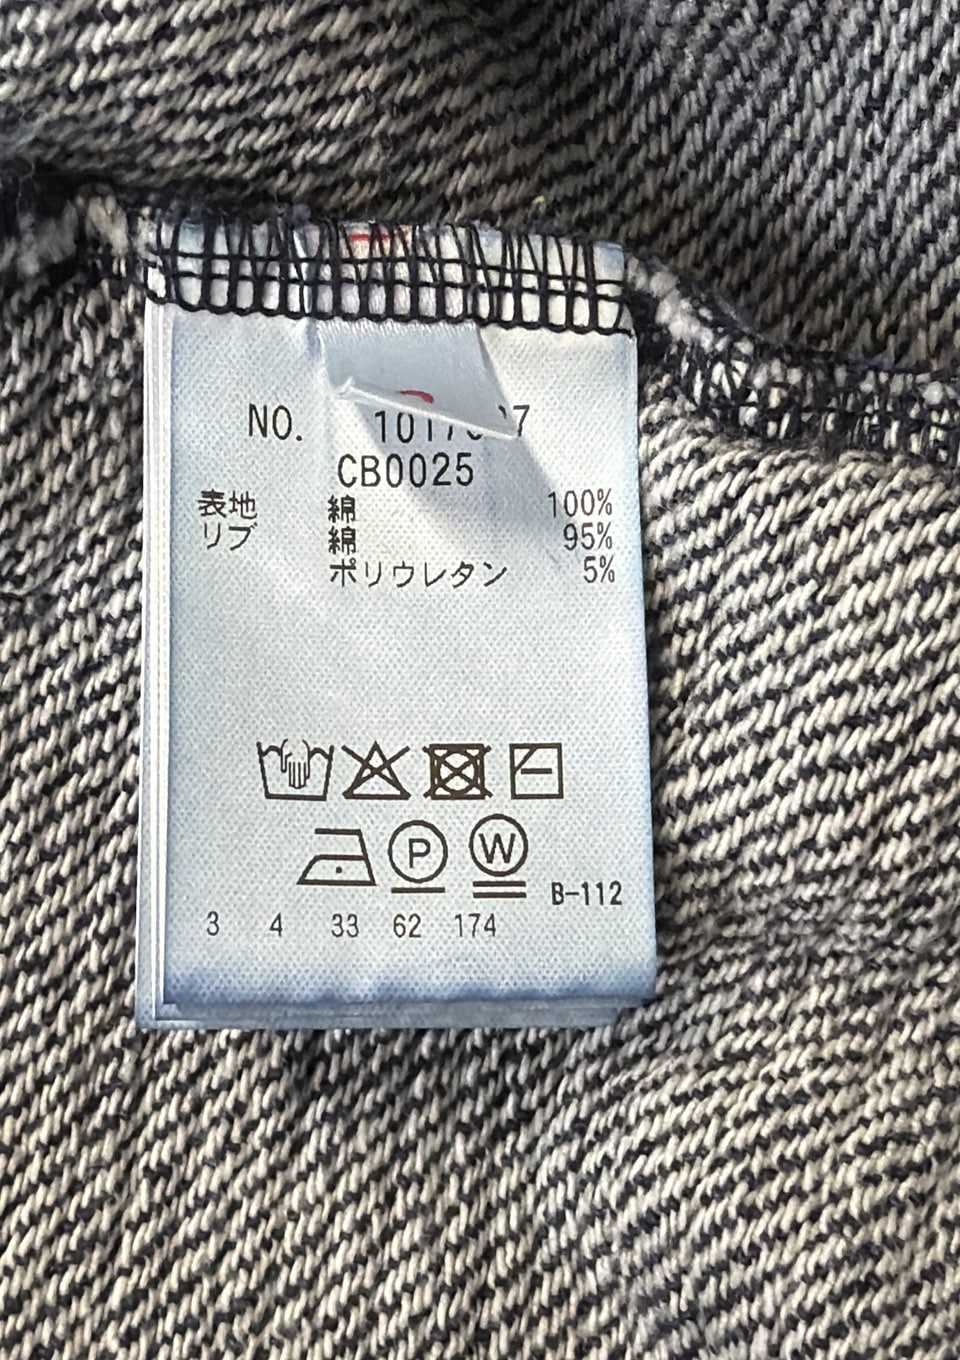 NO.
CB0025
表地 綿 100%
リブ 綿 95%
ポリウレタン 5%
P W B-112
3 4 33 62 174